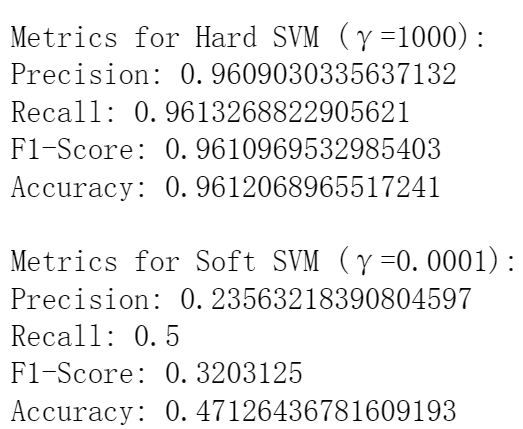 Metrics for Hard SVM (γ=1000):
Precision: 0.9609030335637132
Recall: 0.9613268822905621
F1-Score: 0.9610969532985403
Accuracy: 0.9612068965517241
Metrics for Soft SVM (γ=0.0001):
Precision: 0.23563218390804597
Recall: 0.5
F1-Score: 0.3203125
Accuracy: 0.47126436781609193